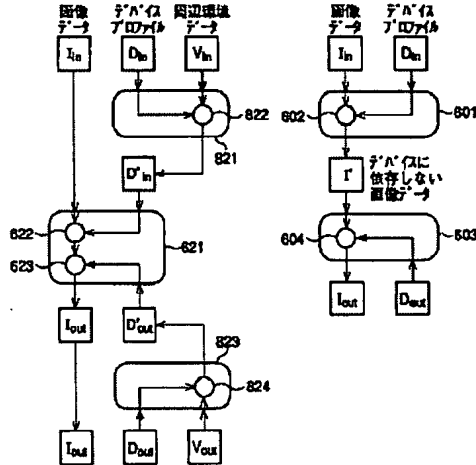 画像
データ
デバイス
プロファイル
周辺環境
データ
I_in
D_in
V_in
822
821
D'_in
622
623
621
I_out
D'_out
823
824
I_out
D_out
V_out
画像
データ
デバイス
プロファイル
I_in
D_in
602
601
I'
デバイスに
依存しない
画像データ
604
603
I_out
D_out